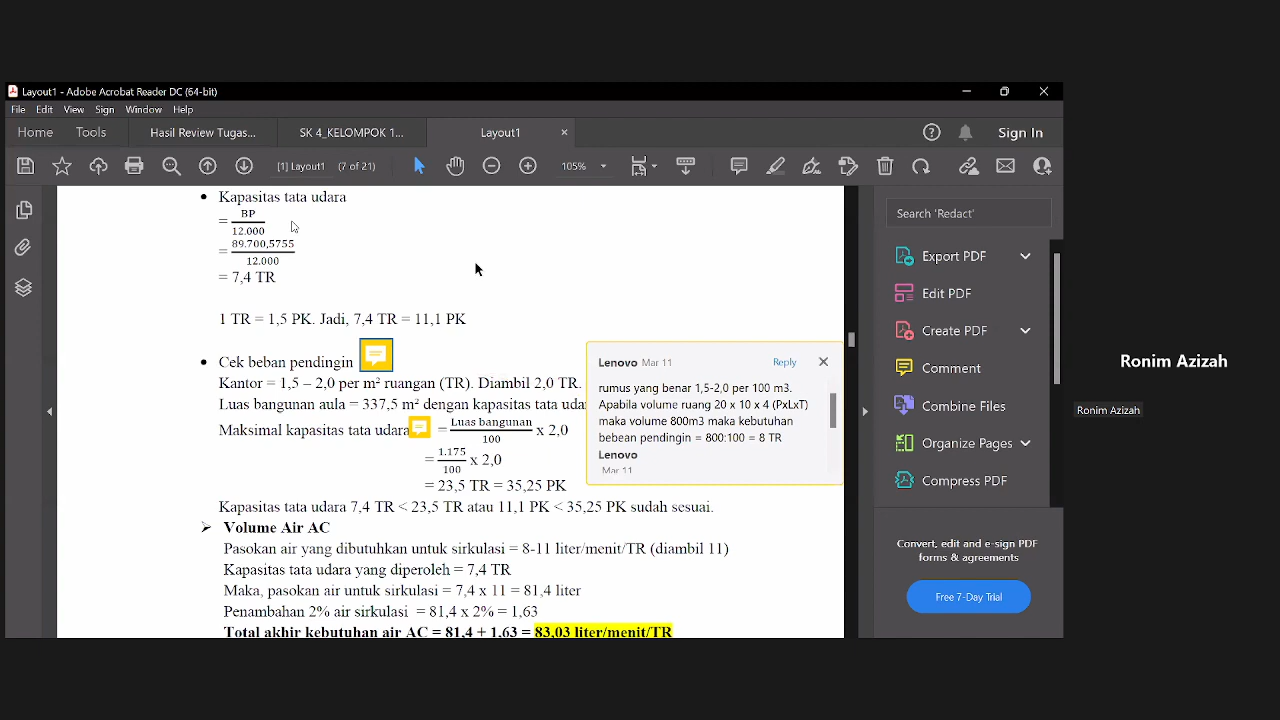 Layout1 - Adobe Acrobat Reader DC (64-bit)
File Edit View Sign Window Help
Home Tools Hasil Review Tugas... SK 4_KELOMPOK 1... Layout1 × Sign In
[1] Layout1 (7 of 21) 105%
• Kapasitas tata udara
= BP
12.000
= 89.700,5755
12.000
= 7,4 TR
1 TR = 1,5 PK. Jadi, 7,4 TR = 11,1 PK
• Cek beban pendingin
Kantor = 1,5 – 2,0 per m² ruangan (TR). Diambil 2,0 TR.
Luas bangunan aula = 337,5 m² dengan kapasitas tata
Maksimal kapasitas tata udara = Luas bangunan x 2,0
100
= 1.175 x 2,0
100
= 23,5 TR = 35,25 PK
Kapasitas tata udara 7,4 TR < 23,5 TR atau 11,1 PK < 35,25 PK sudah sesuai.
➢ Volume Air AC
Pasokan air yang dibutuhkan untuk sirkulasi = 8-11 liter/menit/TR (diambil 11)
Kapasitas tata udara yang diperoleh = 7,4 TR
Maka, pasokan air untuk sirkulasi = 7,4 x 11 = 81,4 liter
Penambahan 2% air sirkulasi = 81,4 x 2% = 1,63
Total akhir kebutuhan air AC = 81,4 + 1,63 = 83,03 liter/menit/TR
Lenovo Mar 11 Reply
rumus yang benar 1,5-2,0 per 100 m3.
Apabila volume ruang 20 x 10 x 4 (PxLxT)
maka volume 800m3 maka kebutuhan
bebean pendingin = 800:100 = 8 TR
Lenovo
Mar 11
Search 'Redact'
Export PDF
Edit PDF
Create PDF
Comment
Combine Files
Organize Pages
Compress PDF
Convert, edit and e-sign PDF
forms & agreements
Free 7-Day Trial
Ronim Azizah
Ronim Azizah